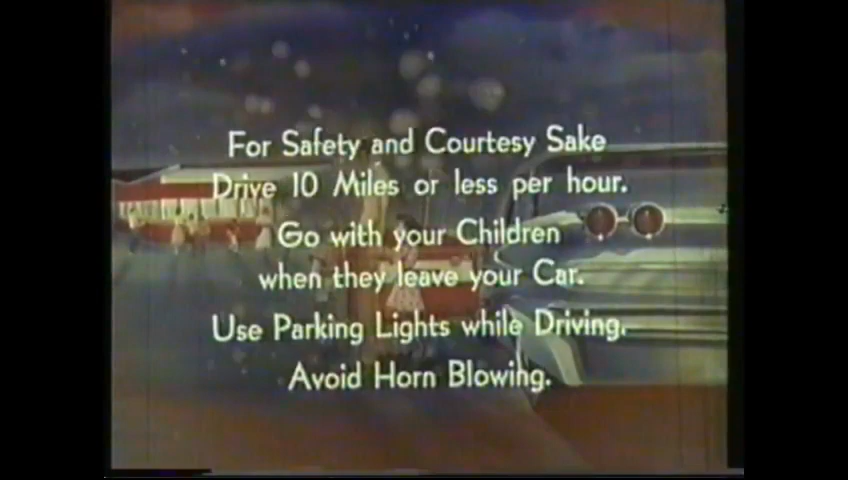 For Safety and Courtesy Sake
Drive 10 Miles or less per hour.
Go with your Children
when they leave your Car.
Use Parking Lights while Driving.
Avoid Horn Blowing.